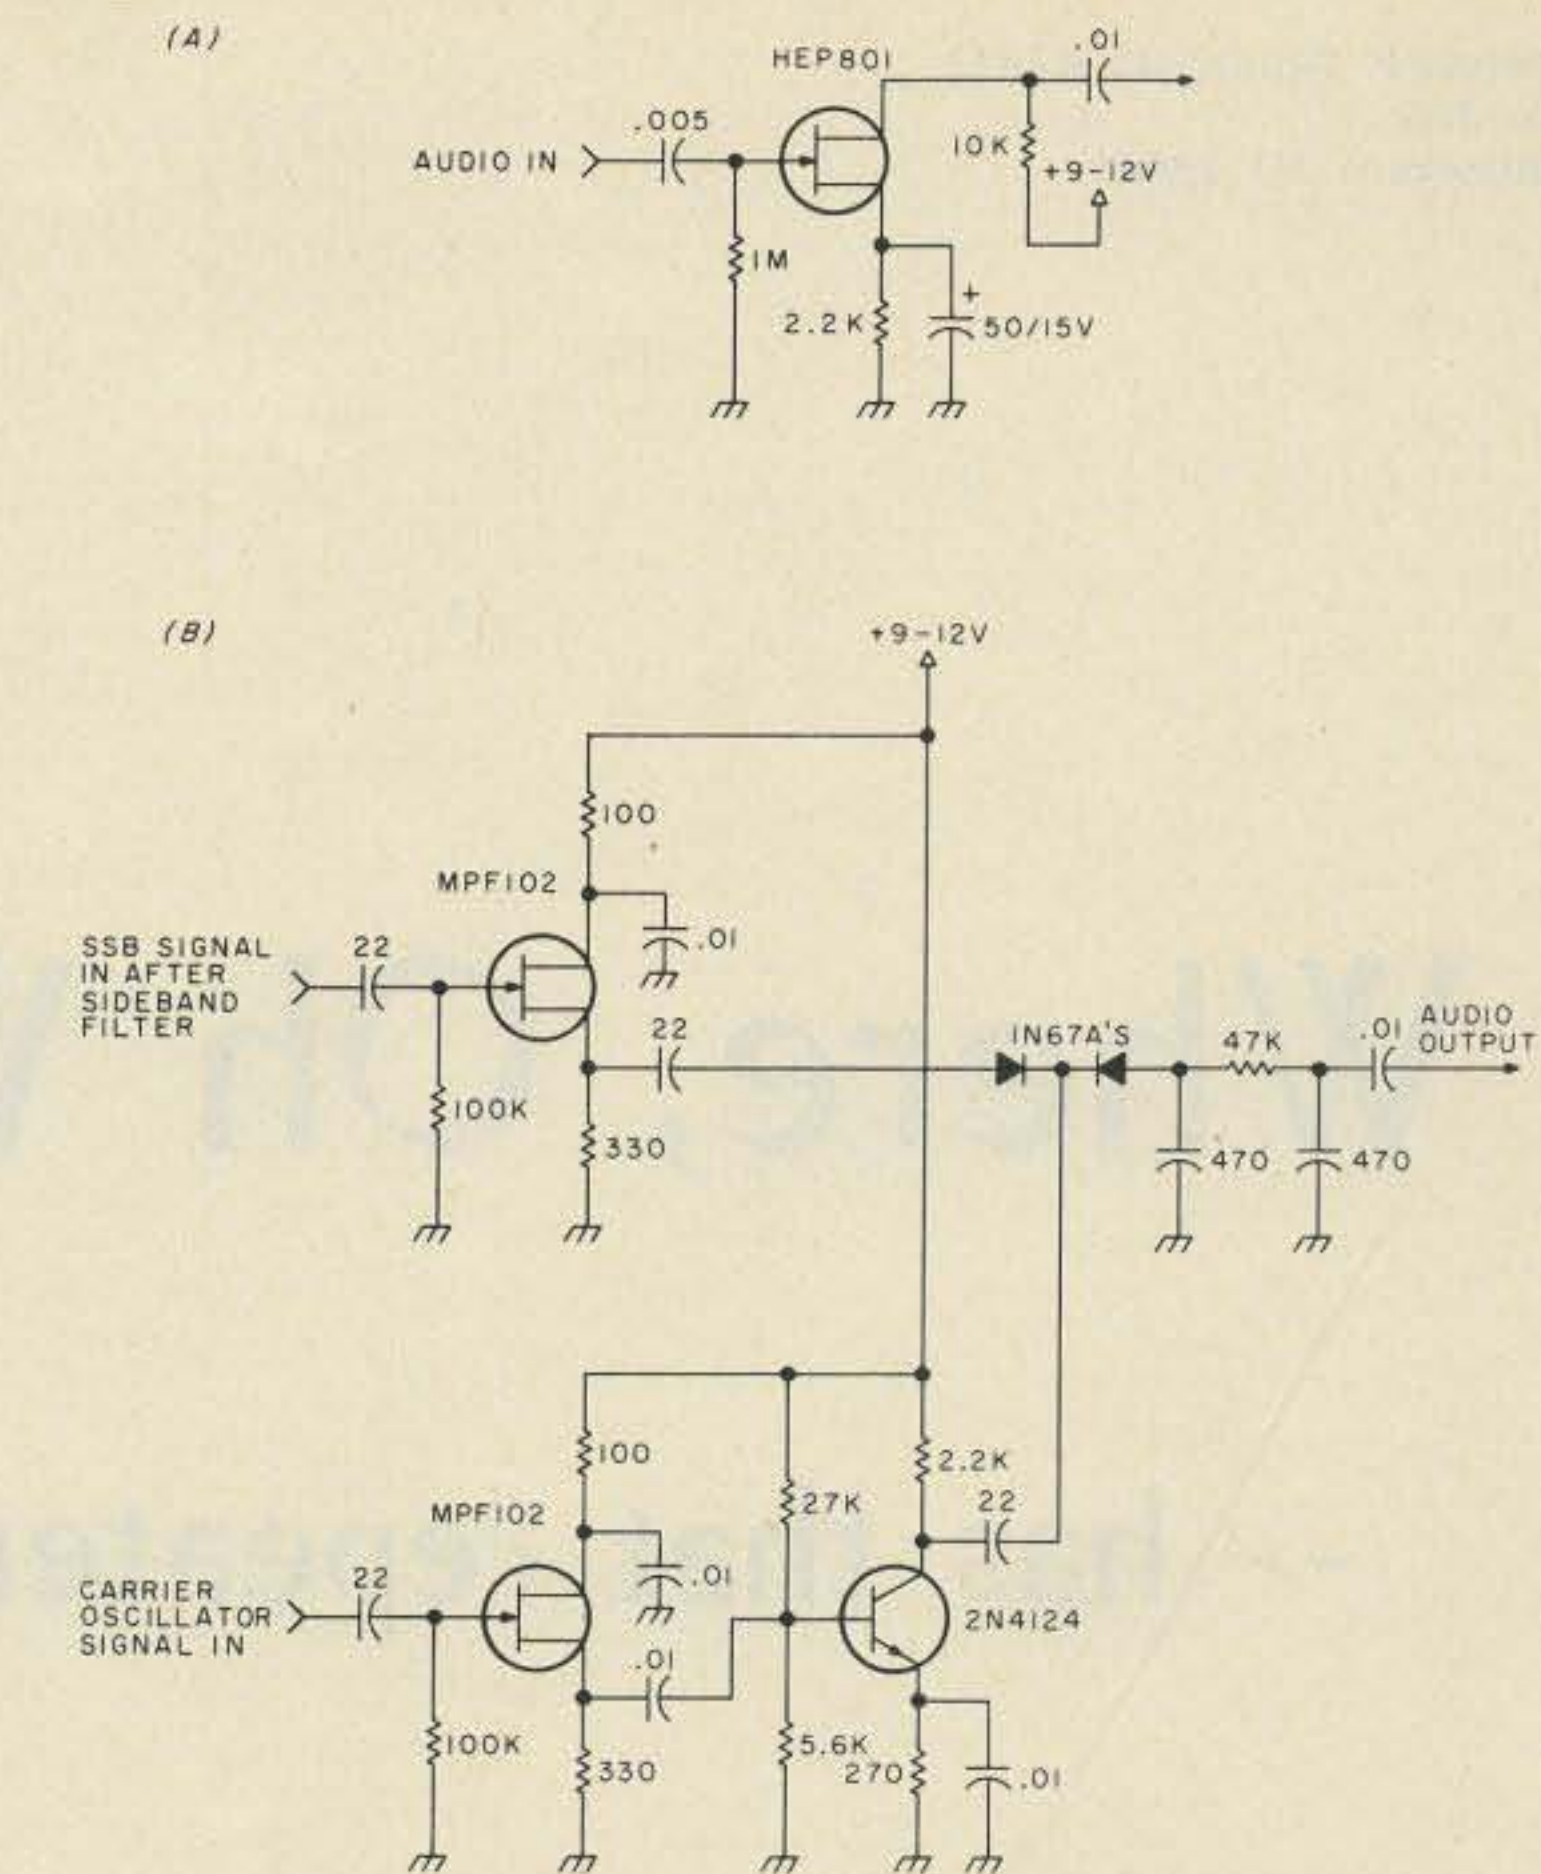 (A)
HEP801
.01
.005
AUDIO IN
10K
+9-12V
1M
2.2K
+
50/15V
(B)
+9-12V
100
MPF102
.01
SSB SIGNAL
IN AFTER
SIDEBAND
FILTER
22
22
1N67A'S
47K
.01
AUDIO
OUTPUT
100K
330
470
470
100
2.2K
27K
22
MPF102
.01
CARRIER
OSCILLATOR
SIGNAL IN
22
2N4124
.01
100K
330
5.6K
270
.01